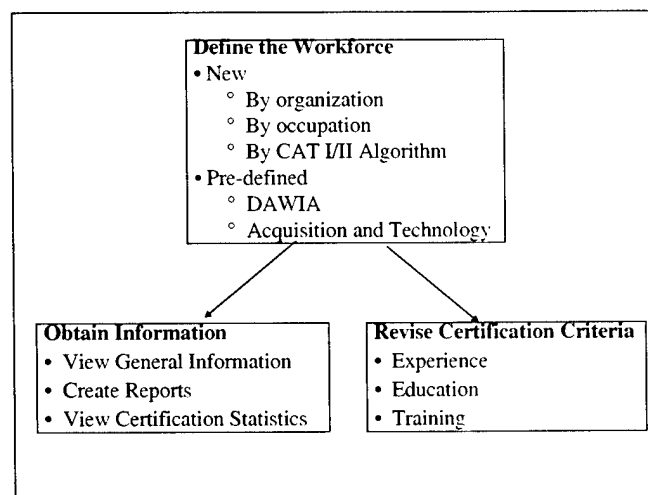 Define the Workforce
• New
° By organization
° By occupation
° By CAT I/II Algorithm
• Pre-defined
° DAWIA
° Acquisition and Technology
Obtain Information
• View General Information
• Create Reports
• View Certification Statistics
Revise Certification Criteria
• Experience
• Education
• Training